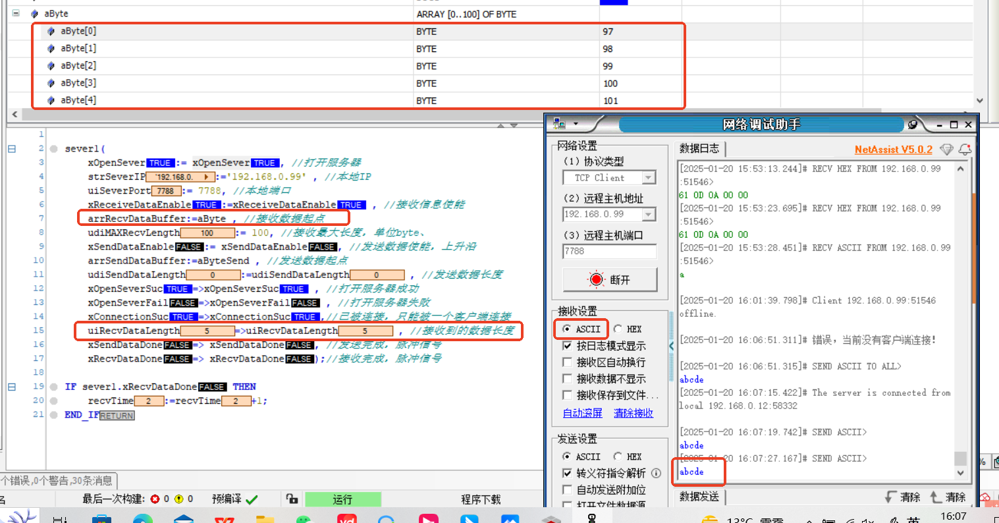 aByte ARRAY [0..100] OF BYTE
aByte[0] BYTE 97
aByte[1] BYTE 98
aByte[2] BYTE 99
aByte[3] BYTE 100
aByte[4] BYTE 101
1
2 sever1(
3 xOpenSever TRUE := xOpenSever TRUE , //打开服务器
4 strSeverIP '192.168.0. :='192.168.0.99' , //本地IP
5 uiSeverPort 7788 := 7788, //本地端口
6 xReceiveDataEnable TRUE :=xReceiveDataEnable TRUE , //接收信息使能
7 arrRecvDataBuffer:=aByte , //接收数据起点
8 udiMAXRecvLength 100 := 100, //接收最大长度，单位byte、
9 xSendDataEnable FALSE := xSendDataEnable FALSE , //发送数据使能，上升沿
10 arrSendDataBuffer:=aByteSend , //发送数据起点
11 udiSendDataLength 0 :=udiSendDataLength 0 , //发送数据长度
12 xOpenSeverSuc TRUE =>xOpenSeverSuc TRUE , //打开服务器成功
13 xOpenSeverFail FALSE =>xOpenSeverFail FALSE , //打开服务器失败
14 xConnectionSuc TRUE =>xConnectionSuc TRUE ,//已被连接，只能被一个客户端连接
15 uiRecvDataLength 5 =>uiRecvDataLength 5 , //接收到的数据长度
16 xSendDataDone FALSE => xSendDataDone FALSE , //发送完成，脉冲信号
17 xRecvDataDone FALSE => xRecvDataDone FALSE );//接收完成，脉冲信号
18
19 IF sever1.xRecvDataDone FALSE THEN
20 recvTime 2 :=recvTime 2 +1;
21 END_IF RETURN
个错误,0个警告,30条消息
最后一次构建: 0 0 预编译 运行 程序下载
网络调试助手
网络设置
(1) 协议类型
TCP Client
(2) 远程主机地址
192.168.0.99
(3) 远程主机端口
7788
断开
接收设置
ASCII HEX
按日志模式显示
接收区自动换行
接收数据不显示
接收保存到文件...
自动滚屏 清除接收
发送设置
ASCII HEX
转义符指令解析
自动发送附加位
打开文件数据源
数据日志 NetAssist V5.0.2
[2025-01-20 15:53:13.244]# RECV HEX FROM 192.168.0.99
:51546>
61 0D 0A 00 00
[2025-01-20 15:53:23.695]# RECV HEX FROM 192.168.0.99
:51546>
61 0D 0A 00 00
[2025-01-20 15:53:28.451]# RECV ASCII FROM 192.168.0.99
:51546>
a
[2025-01-20 16:01:39.798]# Client 192.168.0.99:51546
offline.
[2025-01-20 16:06:51.311]# 错误，当前没有客户端连接!
[2025-01-20 16:06:51.315]# SEND ASCII TO ALL>
abcde
[2025-01-20 16:07:15.422]# The server is connected from
local 192.168.0.12:58332
[2025-01-20 16:07:19.742]# SEND ASCII>
abcde
[2025-01-20 16:07:27.167]# SEND ASCII>
abcde
数据发送 清除 清除
13°C 雾霾 英 16:07